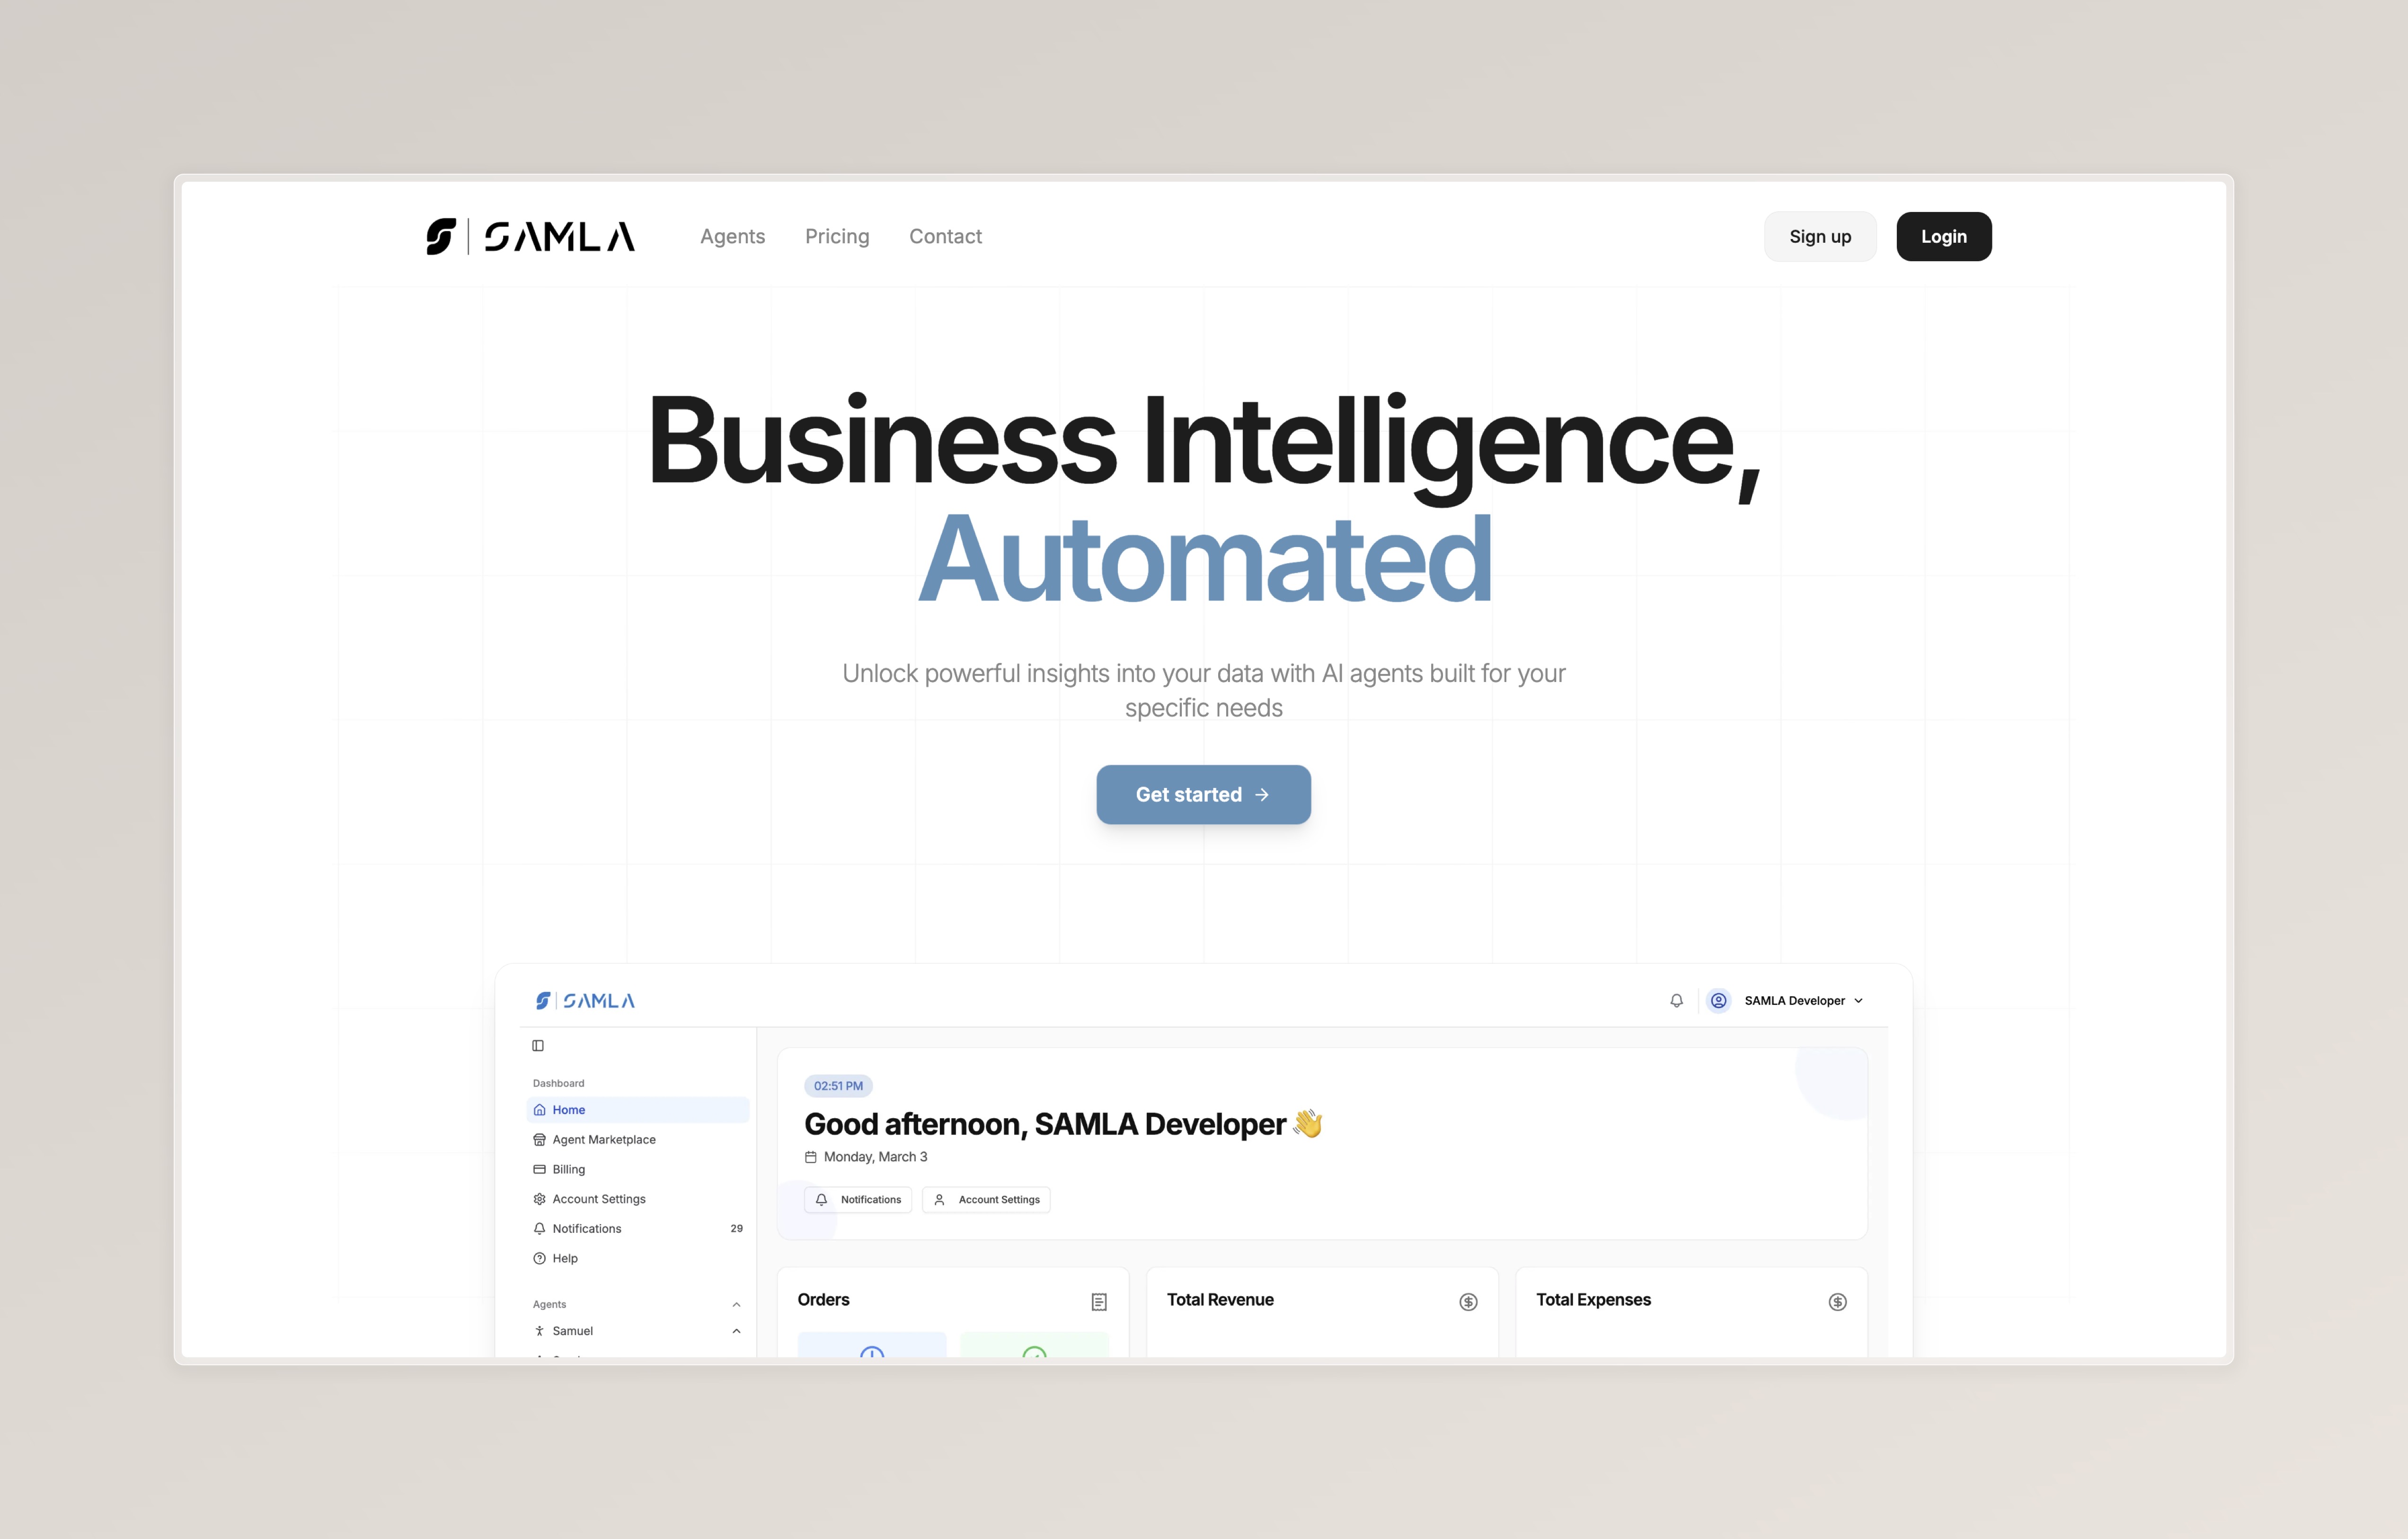 SAMLA
Agents
Pricing
Contact
Sign up
Login
Business Intelligence,
Automated
Unlock powerful insights into your data with AI agents built for your
specific needs
Get started
SAMLA
SAMLA Developer
Dashboard
Home
Agent Marketplace
Billing
Account Settings
Notifications 29
Help
Agents
Samuel
02:51 PM
Good afternoon, SAMLA Developer 👋
Monday, March 3
Notifications
Account Settings
Orders
Total Revenue
Total Expenses